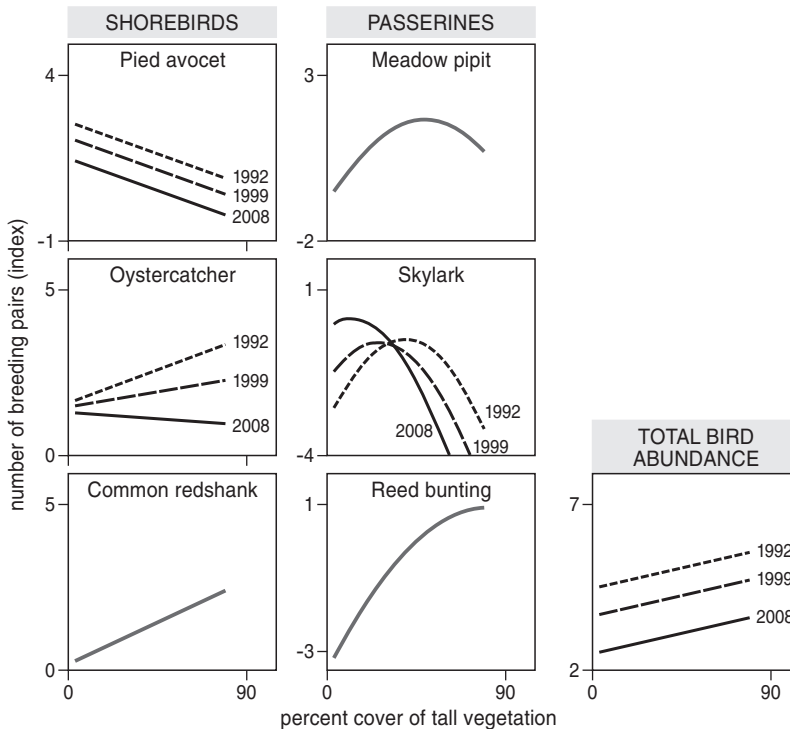 SHOREBIRDS
PASSERINES
number of breeding pairs (index)
Pied avocet
4
-1
1992
1999
2008
Meadow pipit
3
-2
Oystercatcher
5
0
1992
1999
2008
Skylark
1
-4
2008
1992
1999
Common redshank
5
0
0
90
Reed bunting
1
-3
0
90
TOTAL BIRD
ABUNDANCE
7
2
1992
1999
2008
0
90
percent cover of tall vegetation